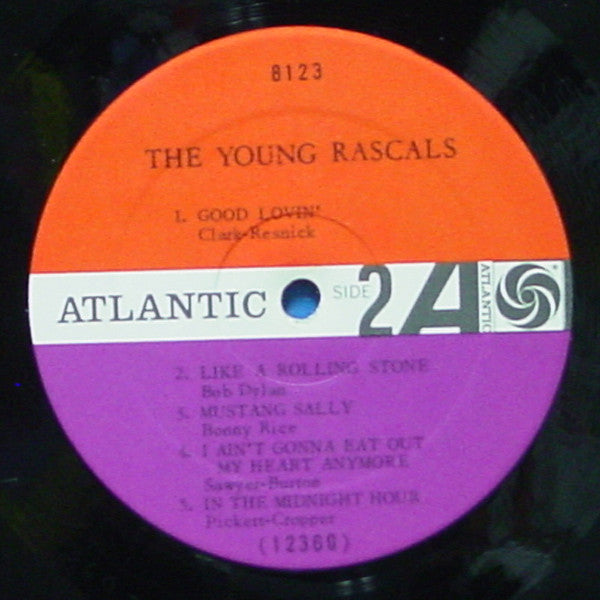 8123
THE YOUNG RASCALS
1. GOOD LOVIN'
Clark-Resnick
ATLANTIC
SIDE 2
A
ATLANTIC
®
2. LIKE A ROLLING STONE
Bob Dylan
3. MUSTANG SALLY
Bonny Rice
4. I AIN'T GONNA EAT OUT
MY HEART ANYMORE
Sawyer-Burton
5. IN THE MIDNIGHT HOUR
Pickett-Cropper
(12360)